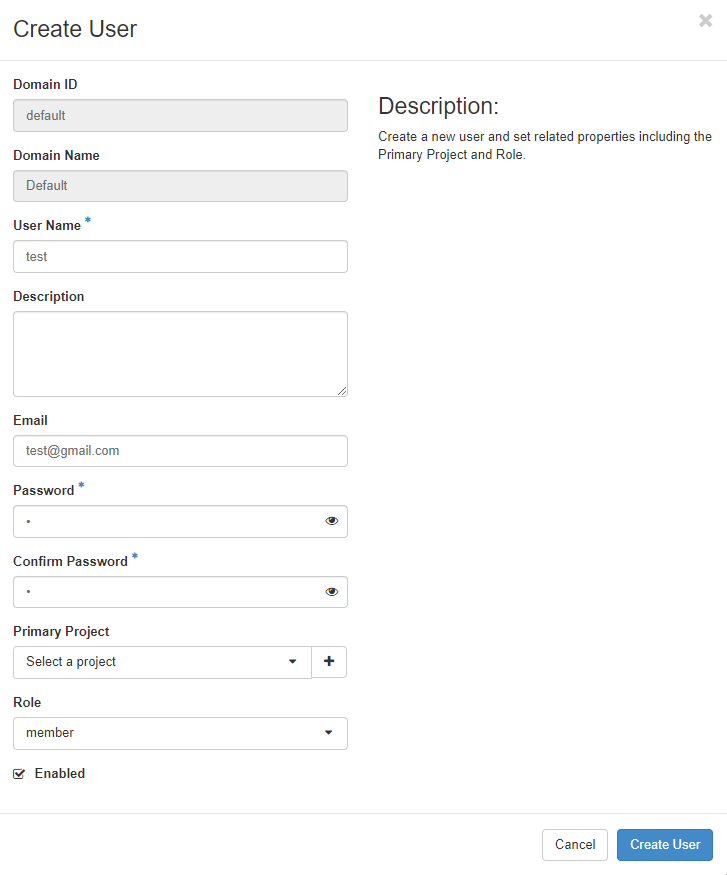 Create User
Domain ID
default
Domain Name
Default
User Name *
test
Description
Email
test@gmail.com
Password *
•
Confirm Password *
•
Primary Project
Select a project
Role
member
Enabled
Description:
Create a new user and set related properties including the
Primary Project and Role.
Cancel
Create User